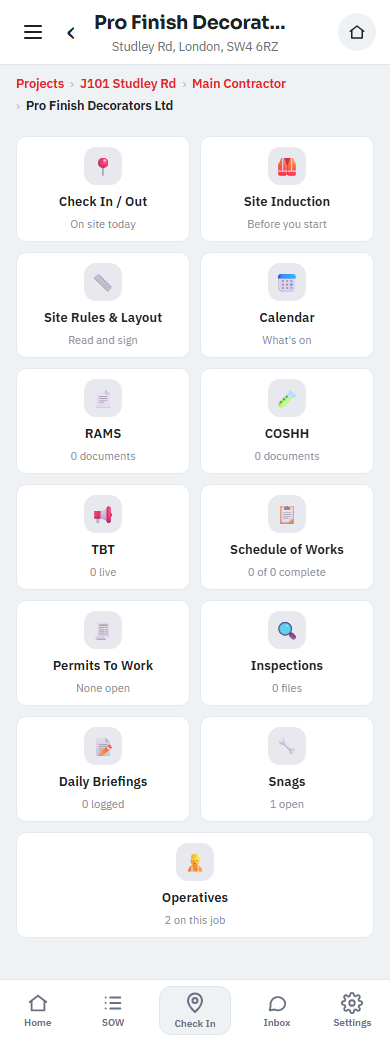 Pro Finish Decorat...
Studley Rd, London, SW4 6RZ
Projects › J101 Studley Rd › Main Contractor
› Pro Finish Decorators Ltd
Check In / Out
On site today
Site Induction
Before you start
Site Rules & Layout
Read and sign
Calendar
What's on
RAMS
0 documents
COSHH
0 documents
TBT
0 live
Schedule of Works
0 of 0 complete
Permits To Work
None open
Inspections
0 files
Daily Briefings
0 logged
Snags
1 open
Operatives
2 on this job
Home
SOW
Check In
Inbox
Settings